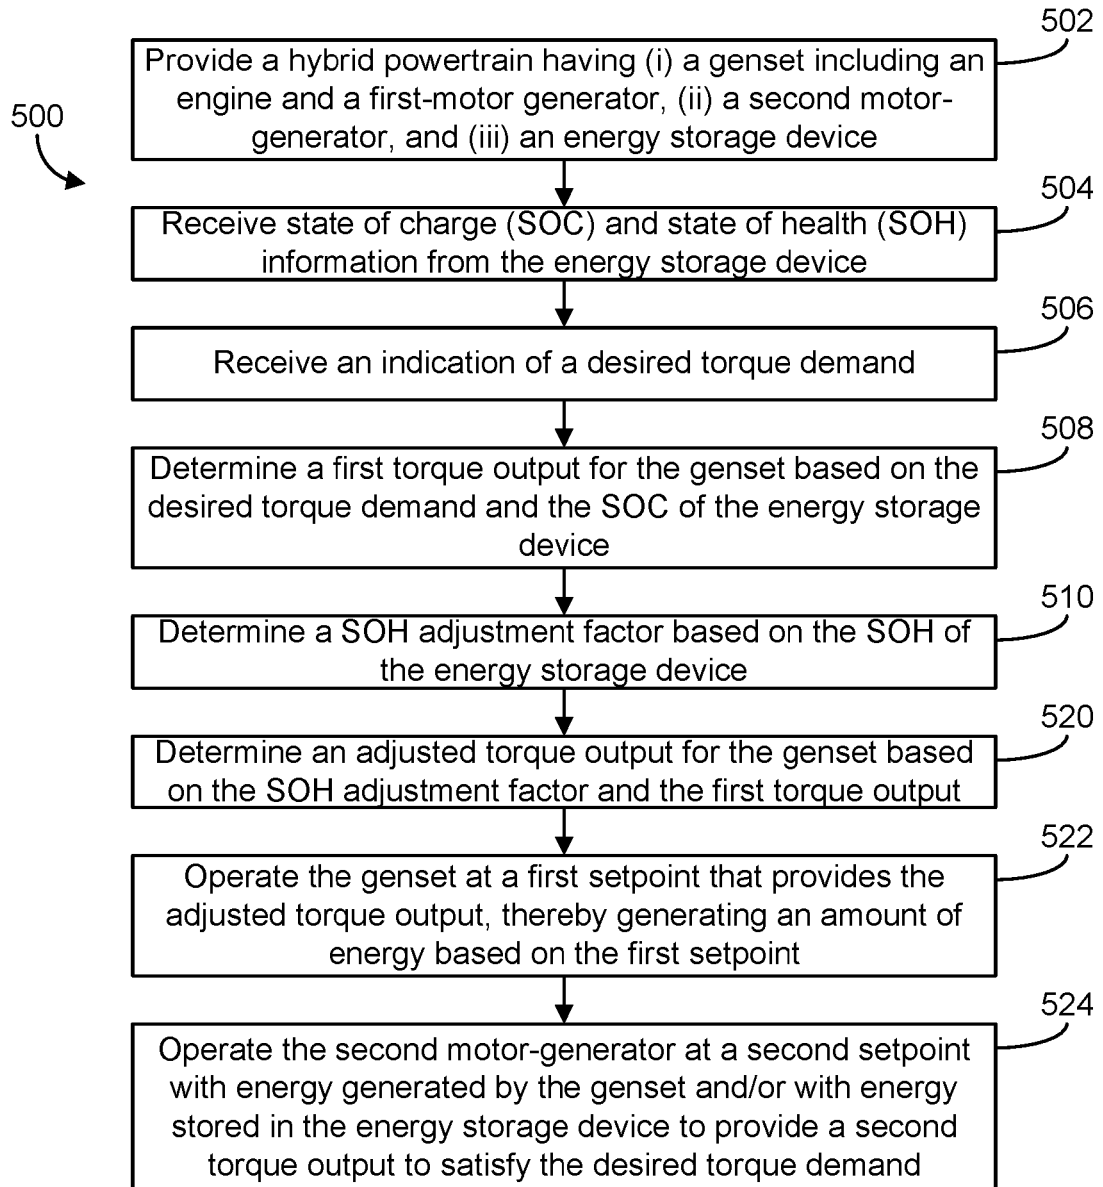 502
Provide a hybrid powertrain having (i) a genset including an
engine and a first-motor generator, (ii) a second motor-
generator, and (iii) an energy storage device
500
504
Receive state of charge (SOC) and state of health (SOH)
information from the energy storage device
506
Receive an indication of a desired torque demand
508
Determine a first torque output for the genset based on the
desired torque demand and the SOC of the energy storage
device
510
Determine a SOH adjustment factor based on the SOH of
the energy storage device
520
Determine an adjusted torque output for the genset based
on the SOH adjustment factor and the first torque output
522
Operate the genset at a first setpoint that provides the
adjusted torque output, thereby generating an amount of
energy based on the first setpoint
524
Operate the second motor-generator at a second setpoint
with energy generated by the genset and/or with energy
stored in the energy storage device to provide a second
torque output to satisfy the desired torque demand